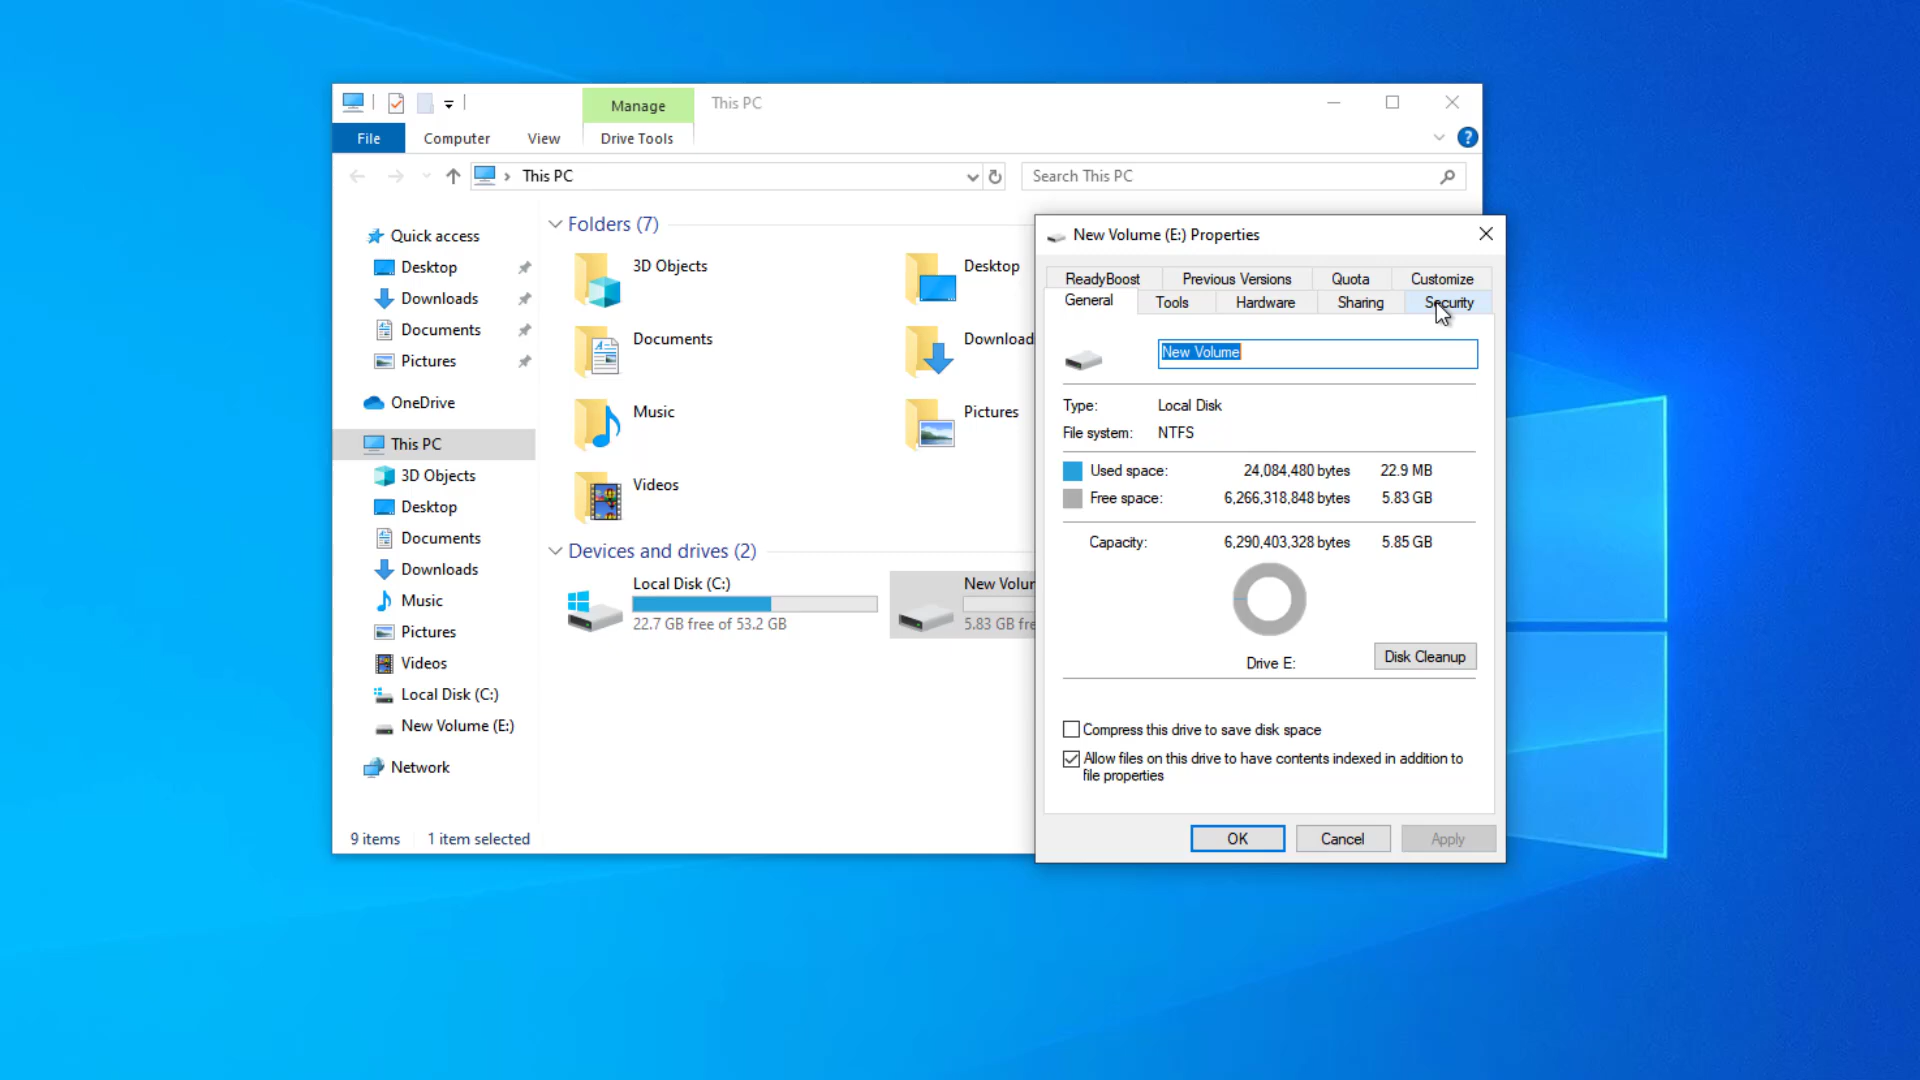 Manage
This PC
File
Computer
View
Drive Tools
This PC
Search This PC
Quick access
Desktop
Downloads
Documents
Pictures
OneDrive
This PC
3D Objects
Desktop
Documents
Downloads
Music
Pictures
Videos
Local Disk (C:)
New Volume (E:)
Network
Folders (7)
3D Objects
Desktop
Documents
Download
Music
Pictures
Videos
Devices and drives (2)
Local Disk (C:)
22.7 GB free of 53.2 GB
New Volur
5.83 GB fre
9 items
1 item selected
New Volume (E:) Properties
ReadyBoost
Previous Versions
Quota
Customize
General
Tools
Hardware
Sharing
Security
New Volume
Type: Local Disk
File system: NTFS
Used space: 24,084,480 bytes 22.9 MB
Free space: 6,266,318,848 bytes 5.83 GB
Capacity: 6,290,403,328 bytes 5.85 GB
Drive E:
Disk Cleanup
Compress this drive to save disk space
Allow files on this drive to have contents indexed in addition to
file properties
OK
Cancel
Apply